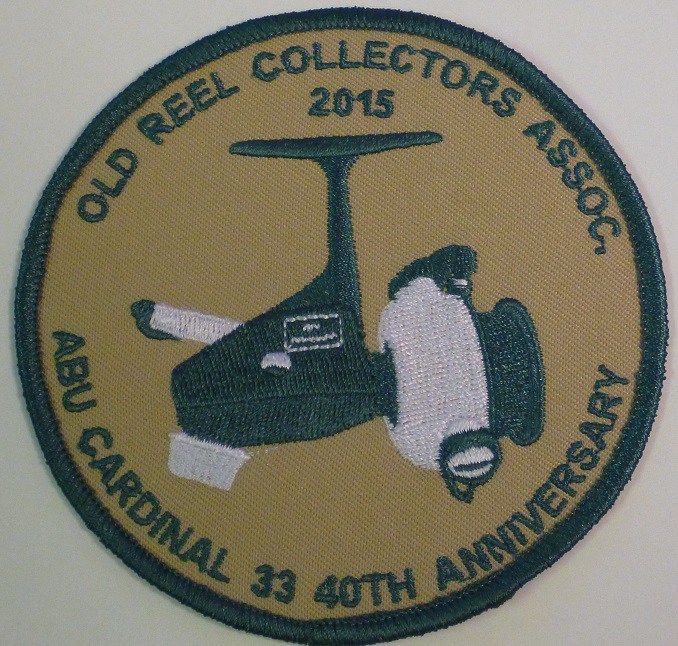 OLD REEL COLLECTORS ASSOC.
2015
ABU CARDINAL 33 40TH ANNIVERSARY